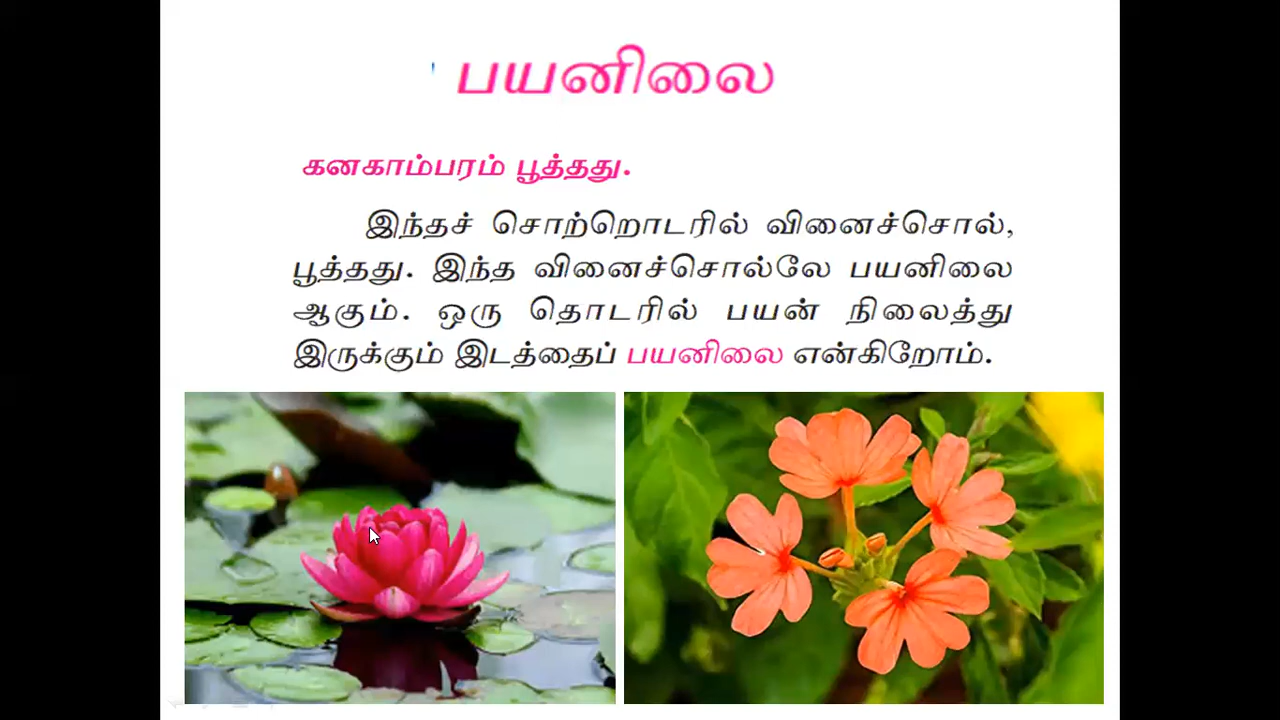 பயனிலை
கனகாம்பரம் பூத்தது.
இந்தச் சொற்றொடரில் வினைச்சொல்,
பூத்தது. இந்த வினைச்சொல்லே பயனிலை
ஆகும். ஒரு தொடரில் பயன் நிலைத்து
இருக்கும் இடத்தைப் பயனிலை என்கிறோம்.